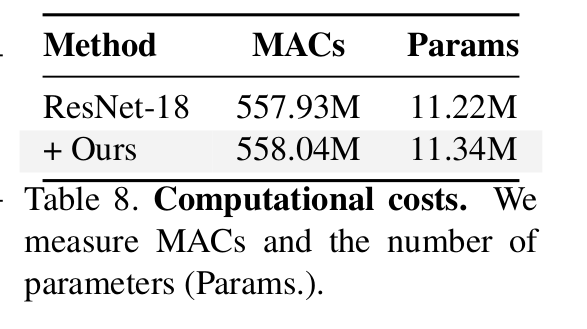 Method MACs Params
ResNet-18 557.93M 11.22M
+ Ours 558.04M 11.34M
Table 8. Computational costs. We
measure MACs and the number of
parameters (Params.).